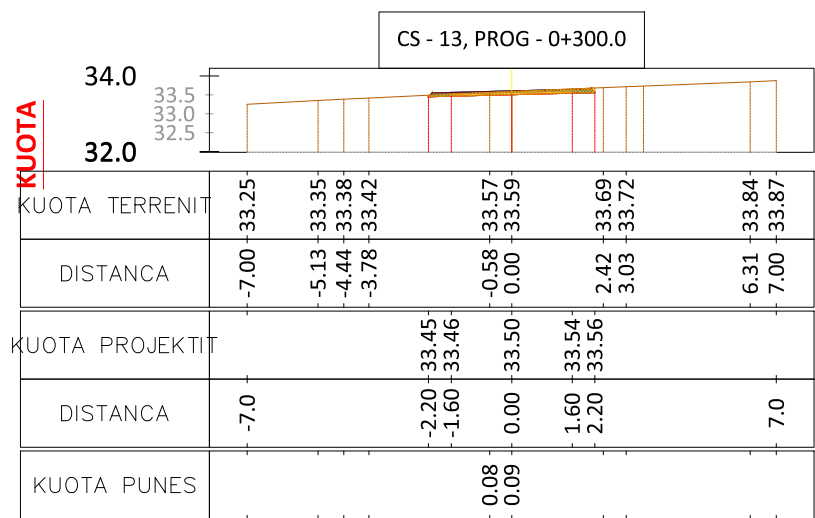 CS - 13, PROG - 0+300.0
34.0
33.5
33.0
32.5
32.0
KUOTA
KUOTA TERRENIT 33.25 33.35 33.38 33.42 33.57 33.59 33.69 33.72 33.84 33.87
DISTANCA -7.00 -5.13 -4.44 -3.78 -0.58 0.00 2.42 3.03 6.31 7.00
KUOTA PROJEKTIT 33.45 33.46 33.50 33.54 33.56
DISTANCA -7.0 -2.20 -1.60 0.00 1.60 2.20 7.0
KUOTA PUNES 0.08 0.09